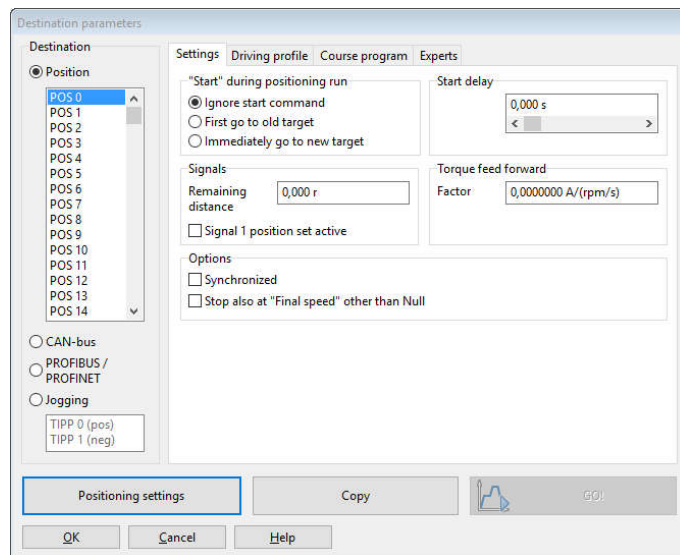 Destination parameters
Destination
Position
POS 0
POS 1
POS 2
POS 3
POS 4
POS 5
POS 6
POS 7
POS 8
POS 9
POS 10
POS 11
POS 12
POS 13
POS 14
CAN-bus
PROFIBUS /
PROFINET
Jogging
TIPP 0 (pos)
TIPP 1 (neg)
Settings Driving profile Course program Experts
"Start" during positioning run
Ignore start command
First go to old target
Immediately go to new target
Start delay
0,000 s
Signals
Remaining
distance
0,000 r
Signal 1 position set active
Torque feed forward
Factor 0,0000000 A/(rpm/s)
Options
Synchronized
Stop also at "Final speed" other than Null
Positioning settings Copy GO!
OK Cancel Help